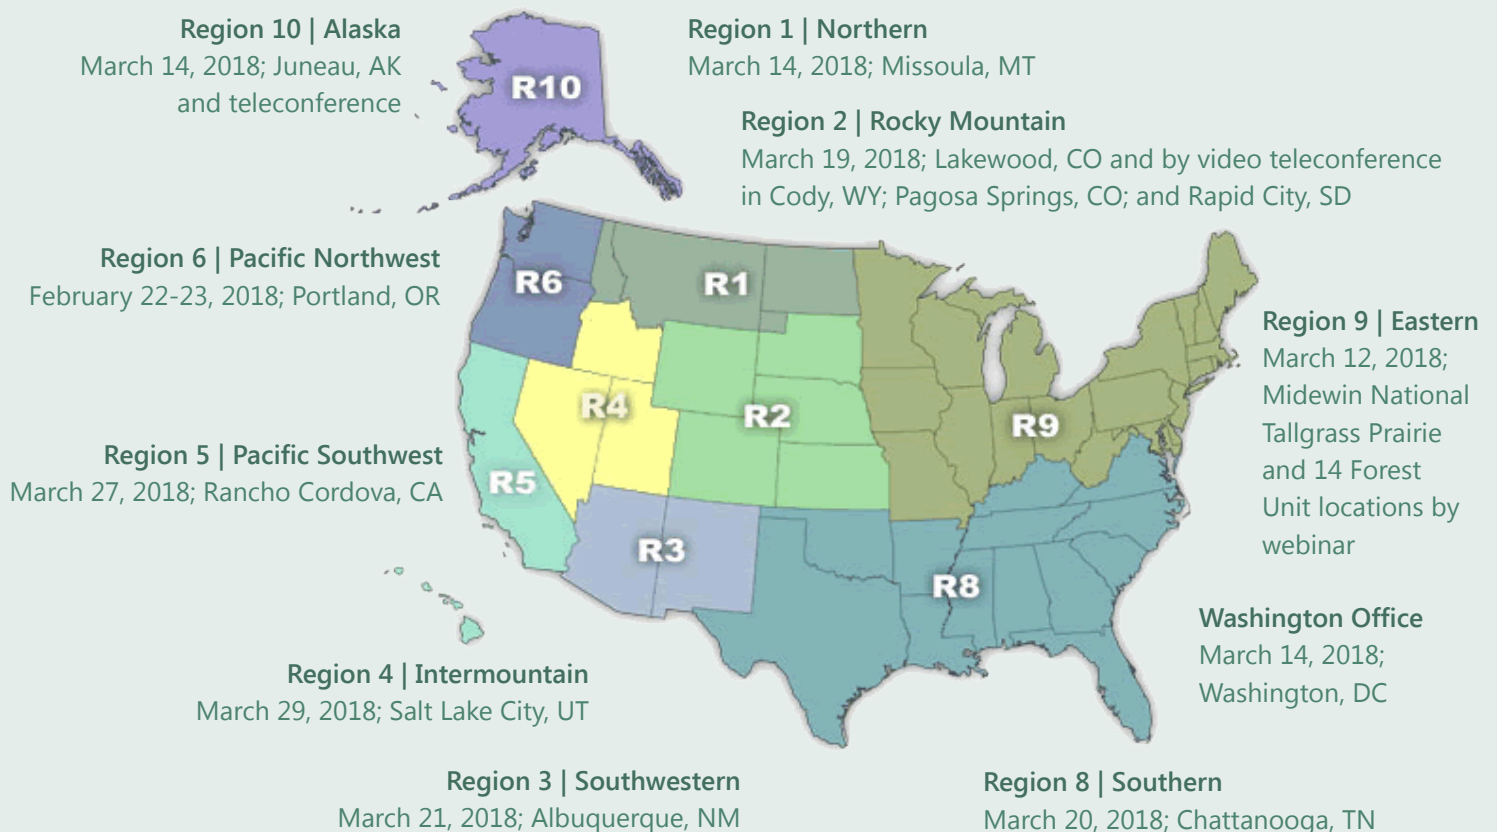 Region 10 | Alaska
March 14, 2018; Juneau, AK
and teleconference
R10
Region 1 | Northern
March 14, 2018; Missoula, MT
Region 2 | Rocky Mountain
March 19, 2018; Lakewood, CO and by video teleconference
in Cody, WY; Pagosa Springs, CO; and Rapid City, SD
Region 6 | Pacific Northwest
February 22-23, 2018; Portland, OR
R6
R1
Region 9 | Eastern
March 12, 2018;
Midewin National
Tallgrass Prairie
and 14 Forest
Unit locations by
webinar
R4
R2
R9
Region 5 | Pacific Southwest
March 27, 2018; Rancho Cordova, CA
R5
R3
R8
Washington Office
March 14, 2018;
Washington, DC
Region 4 | Intermountain
March 29, 2018; Salt Lake City, UT
Region 3 | Southwestern
March 21, 2018; Albuquerque, NM
Region 8 | Southern
March 20, 2018; Chattanooga, TN